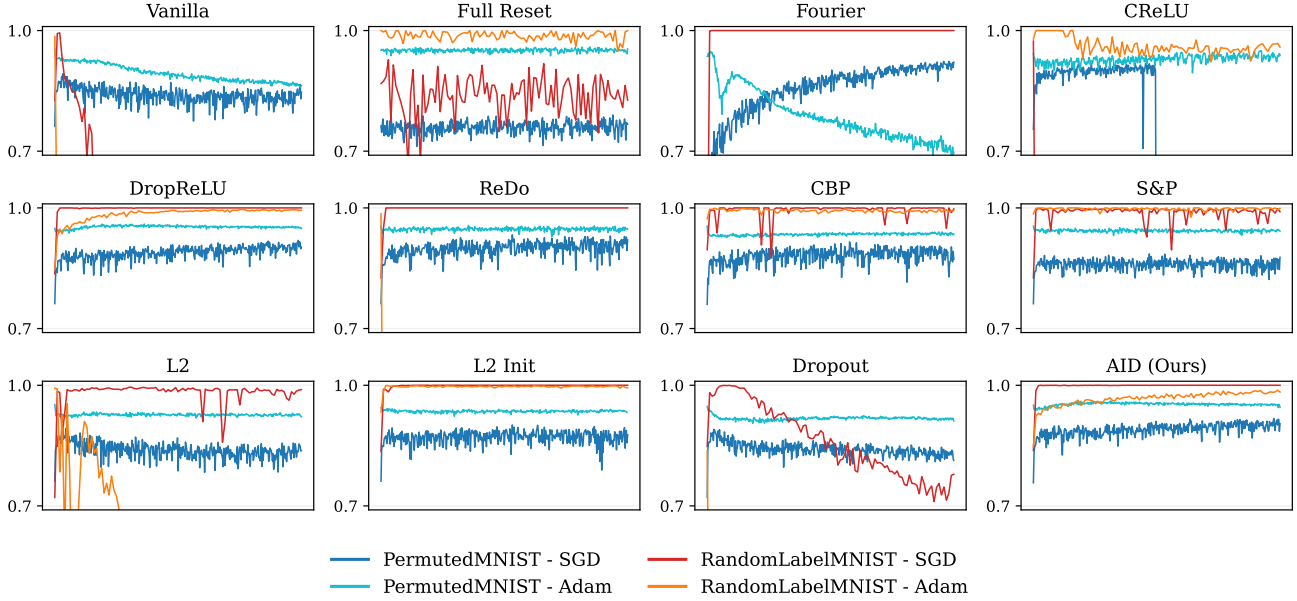 Vanilla
Full Reset
Fourier
CReLU
1.0
0.7
1.0
0.7
1.0
0.7
1.0
0.7
DropReLU
ReDo
CBP
S&P
1.0
0.7
1.0
0.7
1.0
0.7
1.0
0.7
L2
L2 Init
Dropout
AID (Ours)
1.0
0.7
1.0
0.7
1.0
0.7
1.0
0.7
PermutedMNIST - SGD
PermutedMNIST - Adam
RandomLabelMNIST - SGD
RandomLabelMNIST - Adam